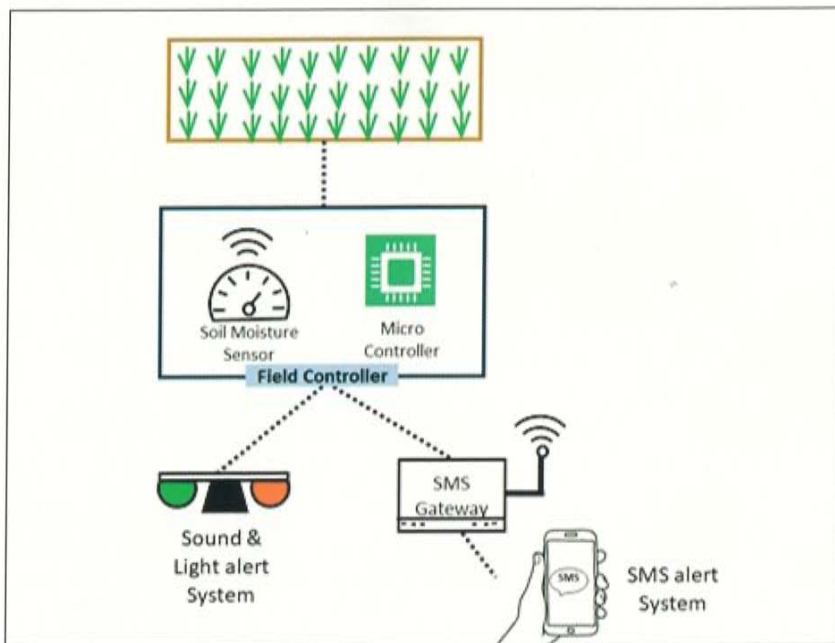 Soil Moisture
Sensor
Micro
Controller
Field Controller
SMS
Gateway
Sound &
Light alert
System
SMS
SMS alert
System